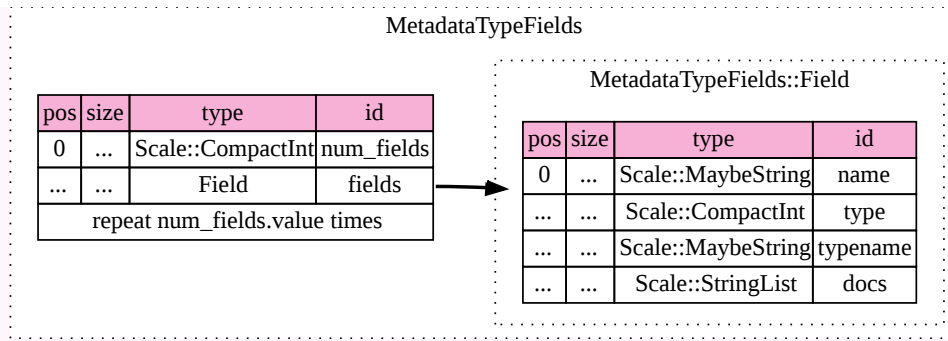 MetadataTypeFields
pos size type id
0 ... Scale::CompactInt num_fields
... ... Field fields
repeat num_fields.value times
MetadataTypeFields::Field
pos size type id
0 ... Scale::MaybeString name
... ... Scale::CompactInt type
... ... Scale::MaybeString typename
... ... Scale::StringList docs